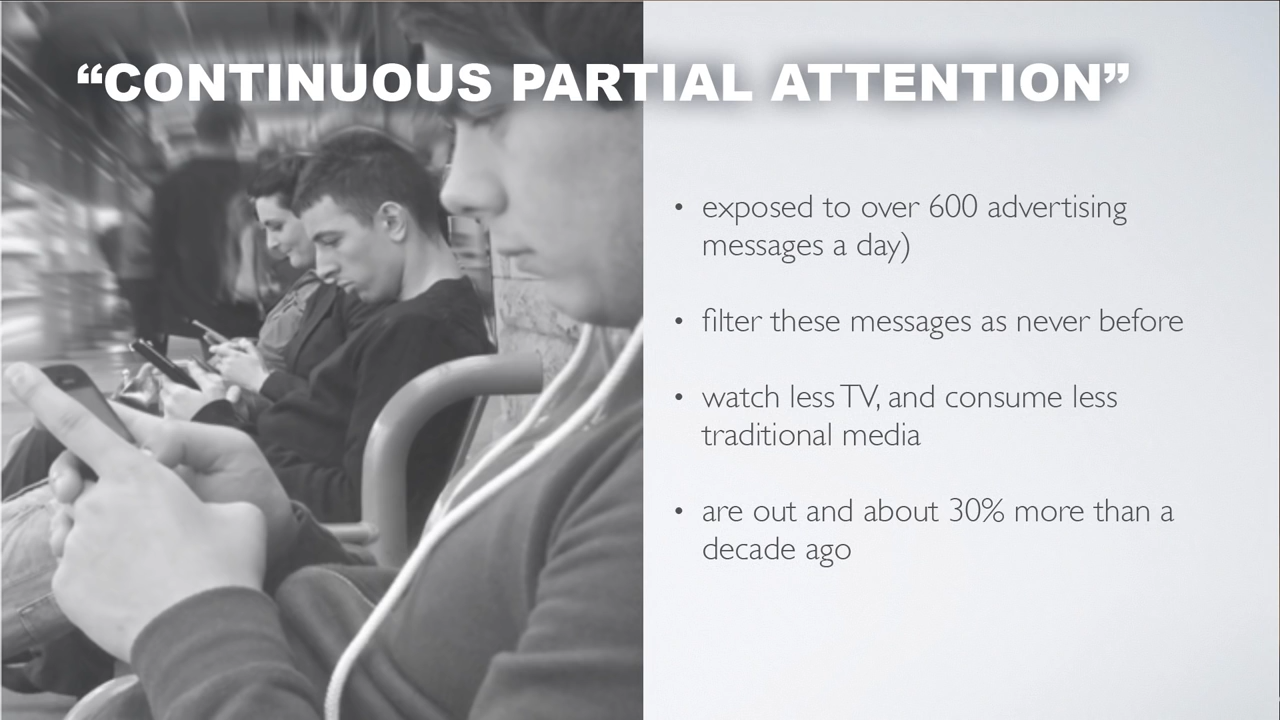 “CONTINUOUS PARTIAL ATTENTION”
• exposed to over 600 advertising
messages a day)
• filter these messages as never before
• watch less TV, and consume less
traditional media
• are out and about 30% more than a
decade ago